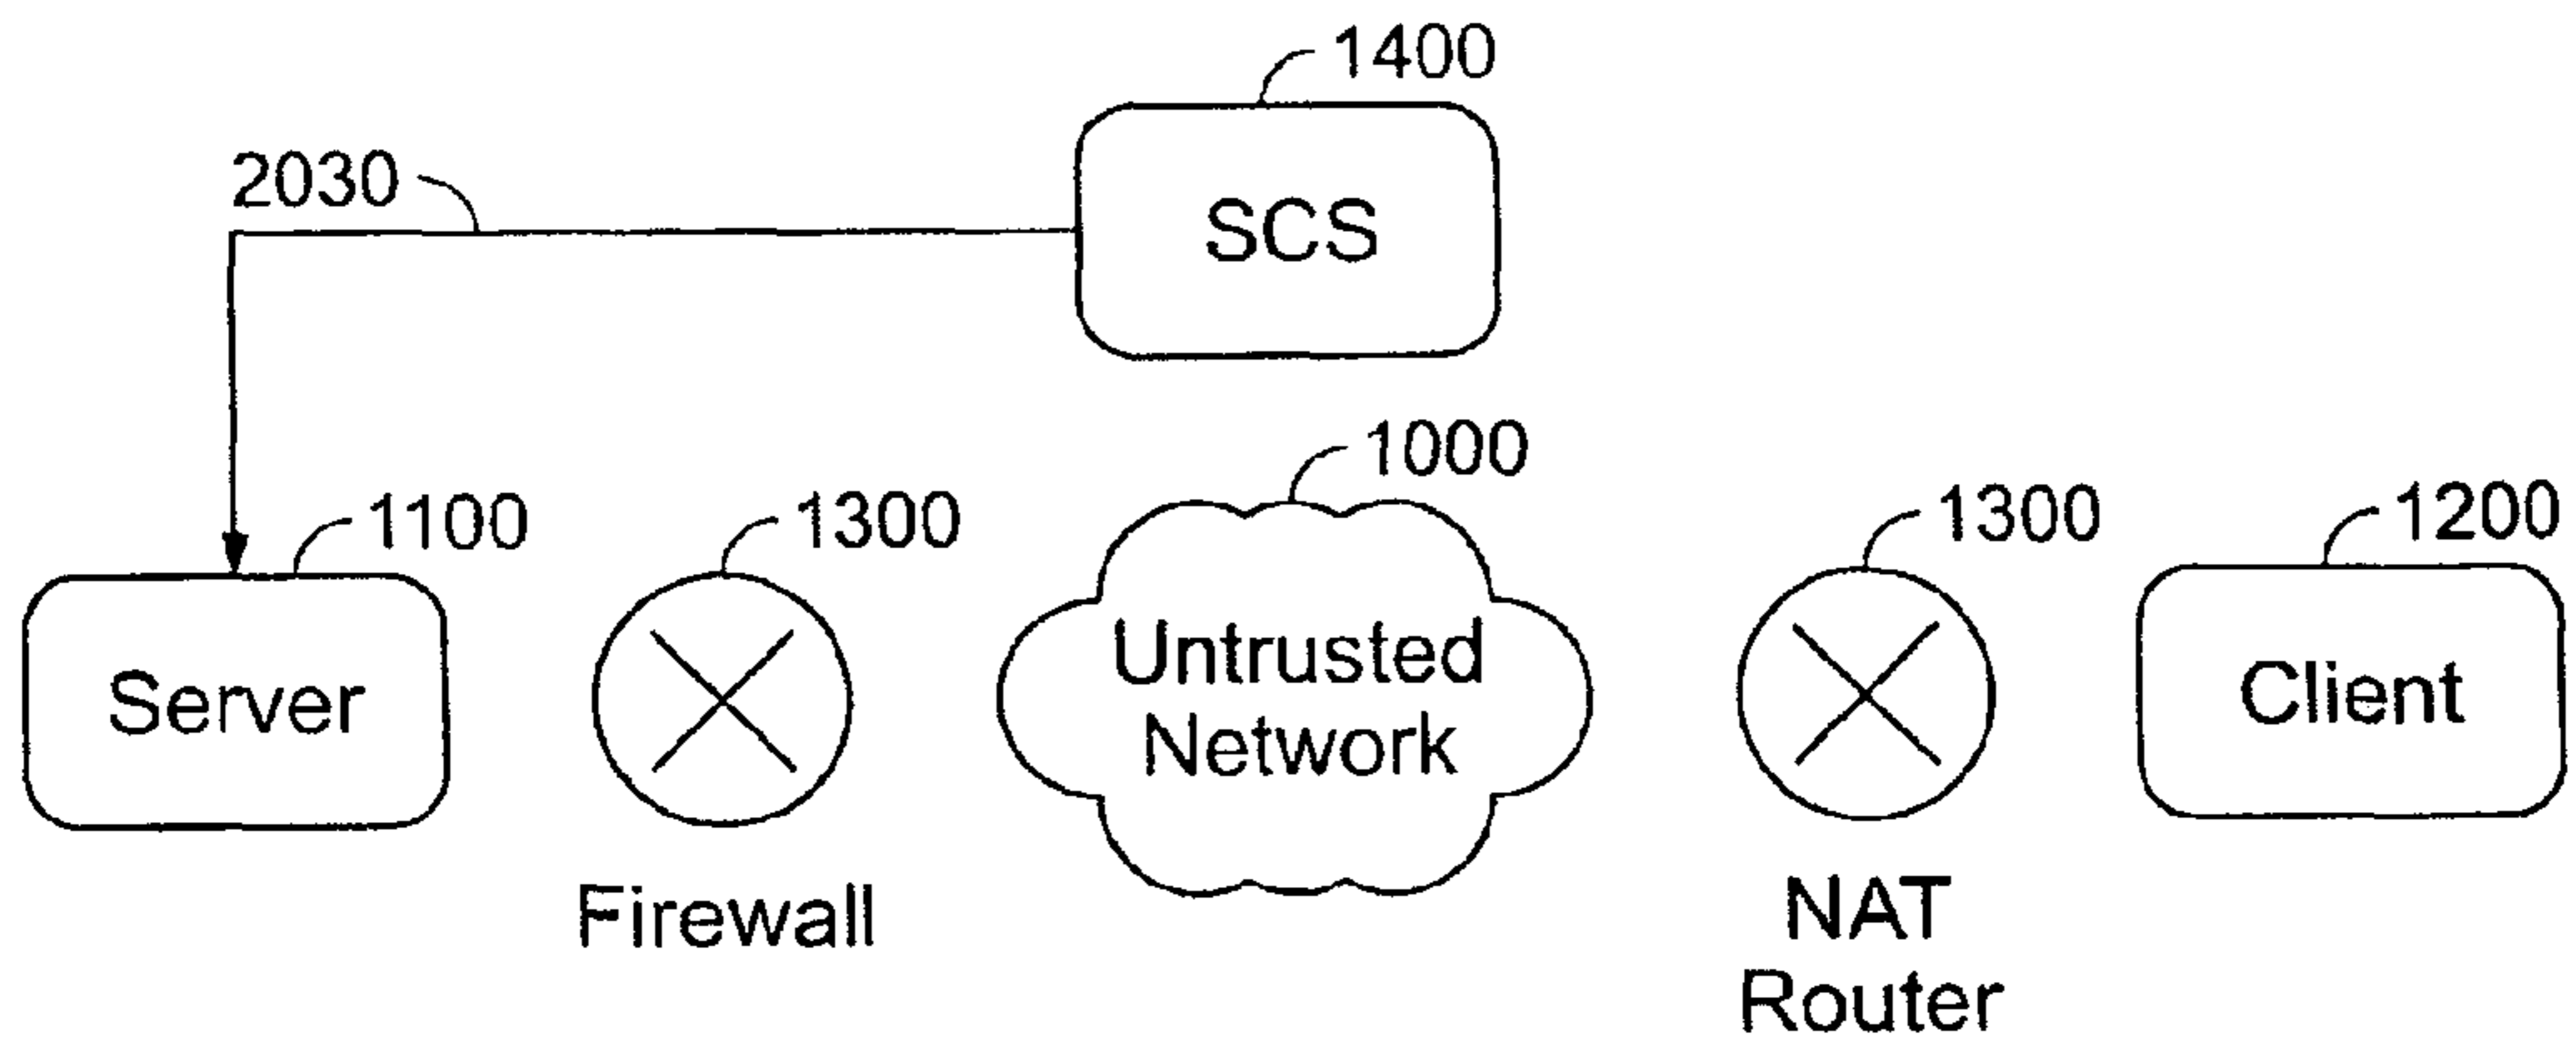 1400
2030
SCS
1000
1100
1300
1300
1200
Untrusted
Network
Server
Client
Firewall
NAT
Router